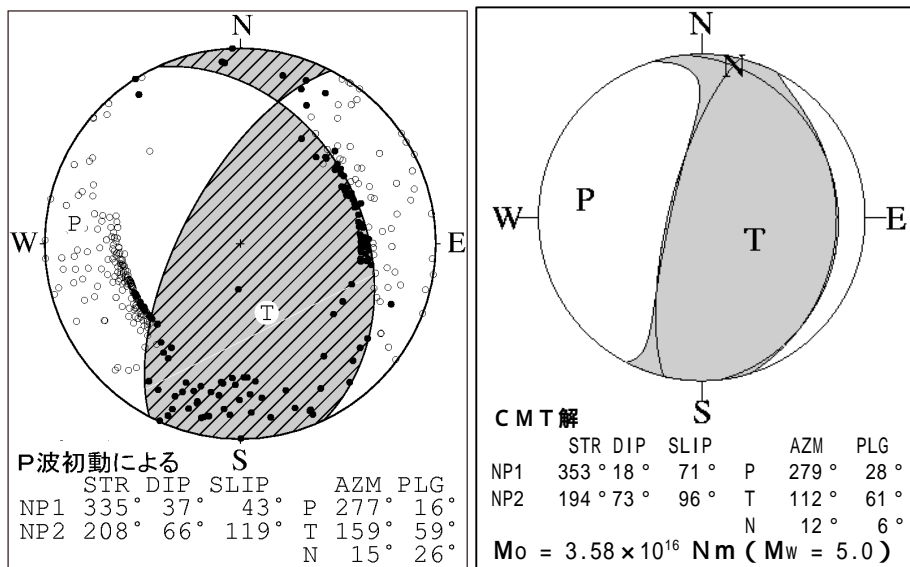 N
W
P
E
T
S
P波初動による
STR DIP SLIP AZM PLG
NP1 335° 37° 43° P 277° 16°
NP2 208° 66° 119° T 159° 59°
N 15° 26°
N
N
W
P
E
T
S
CMT解
STR DIP SLIP AZM PLG
NP1 353° 18° 71° P 279° 28°
NP2 194° 73° 96° T 112° 61°
N 12° 6°
Mo = 3.58×10¹⁶ Nm (Mw = 5.0)